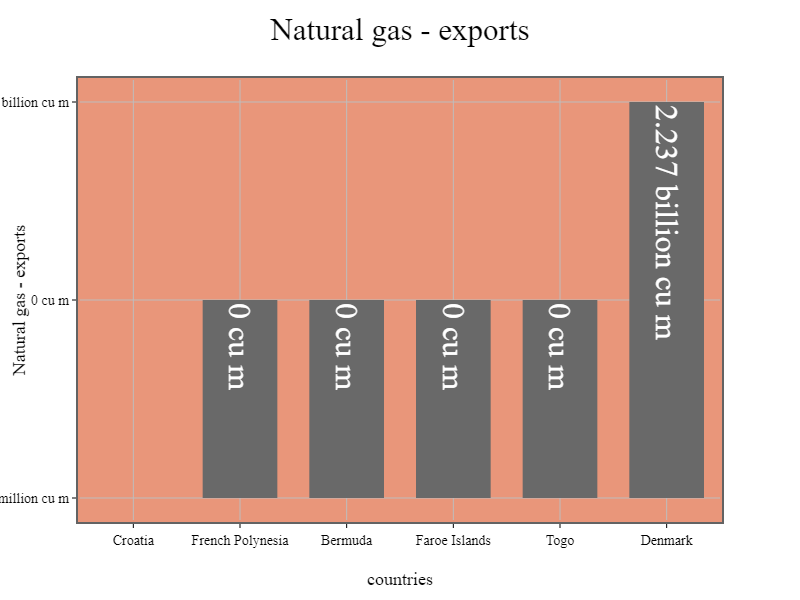 Natural gas - exports
billion cu m
0 cu m
million cu m
Natural gas - exports
0 cu m
0 cu m
0 cu m
0 cu m
2.237 billion cu m
Croatia
French Polynesia
Bermuda
Faroe Islands
Togo
Denmark
countries